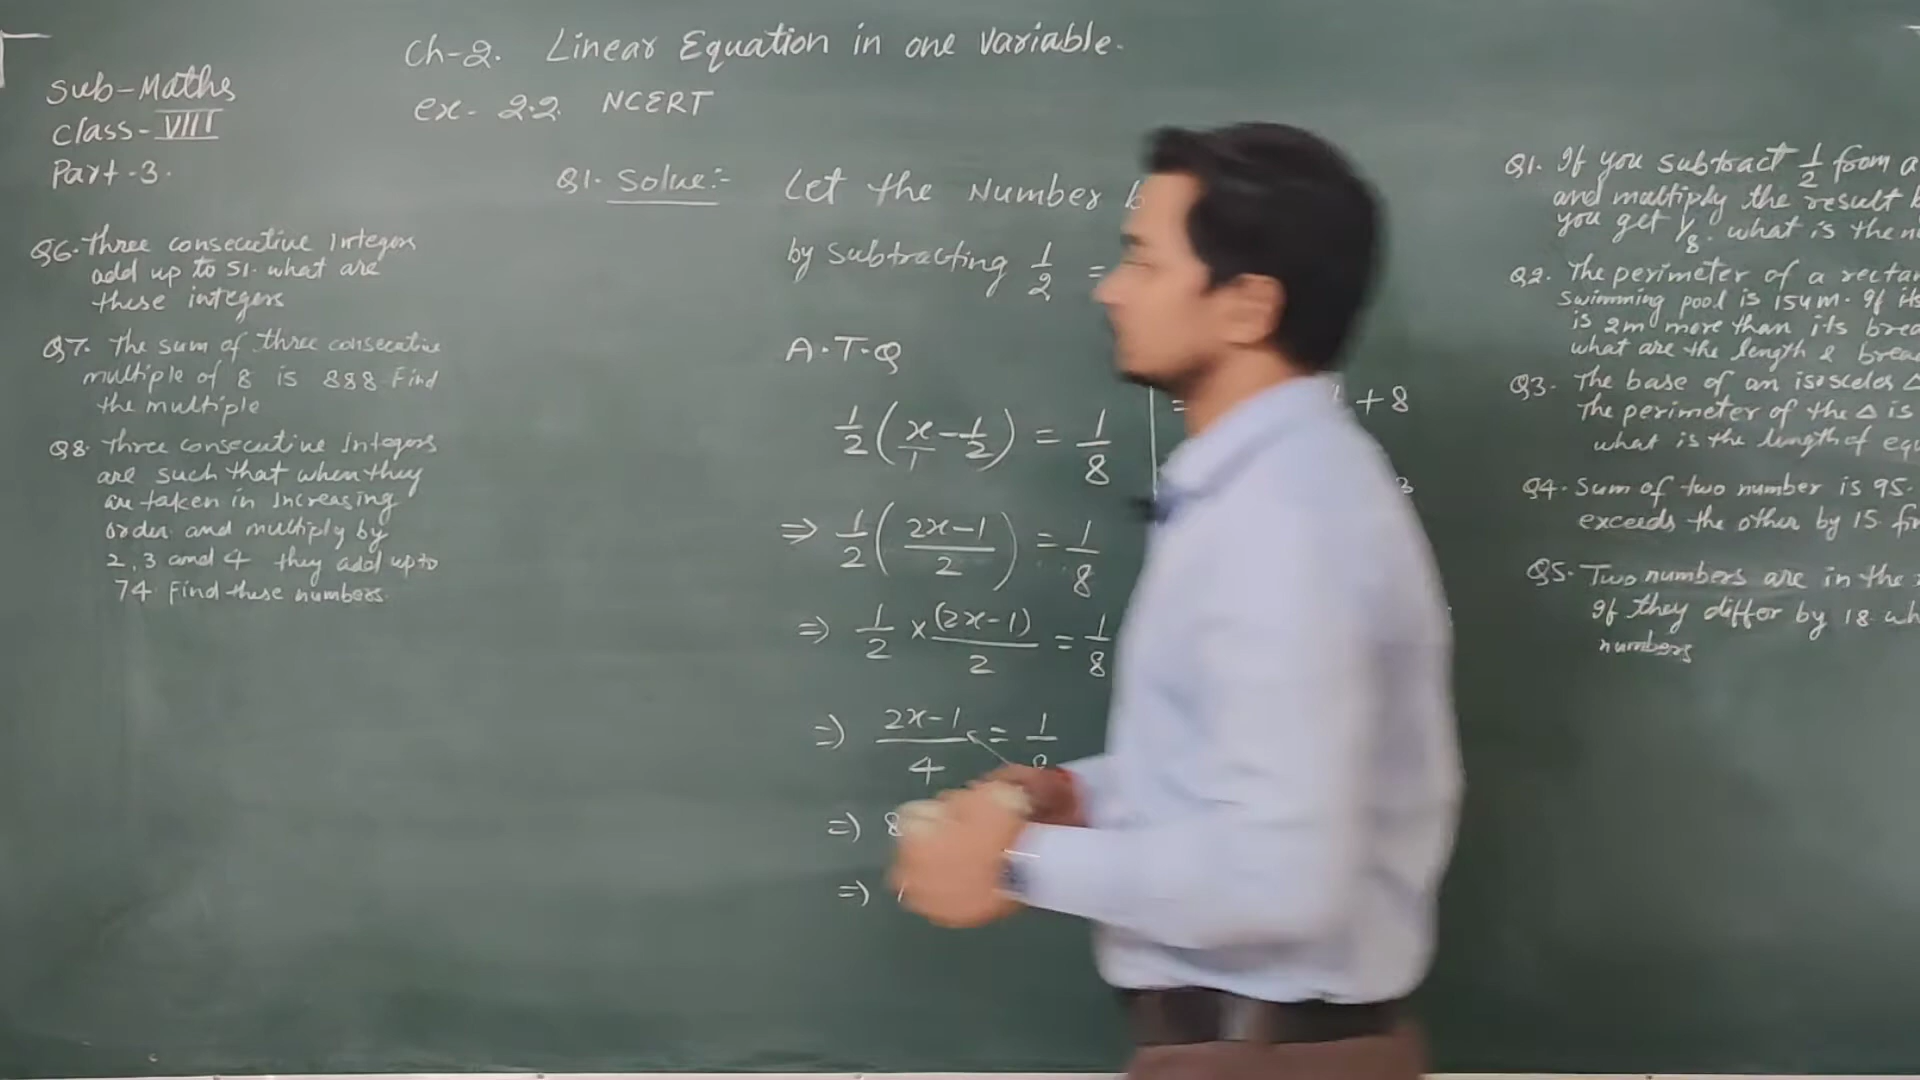 Ch-2. Linear Equation in one variable.
ex- 2.2. NCERT
Sub-Maths
Class-VIII
Part-3.
Q6. Three consecutive Integers
add up to 51. what are
these integers
Q7. The sum of three consecative
multiple of 8 is 888 Find
the multiple
Q8. Three consecutive Integers
are such that when they
are taken in Increasing
order and multiply by
2, 3 and 4 they add up to
74. Find these numbers.
Q1. Solve:- Let the Number
by subtracting 1/2 =
A.T.Q
1/2 (x/1 - 1/2) = 1/8
⇒ 1/2 ((2x-1)/2) = 1/8
⇒ 1/2 × (2x-1)/2 = 1/8
⇒ (2x-1)/4 = 1/8
⇒ 8
⇒
+ 8
Q1. If you subtract 1/2 from a
and multiply the result
you get 1/8. what is the
Q2. The perimeter of a
swimming pool is 154m. If its
is 2m more than its
what are the length &
Q3. The base of an isosceles Δ
The perimeter of the Δ is
what is the length of
Q4. Sum of two number is 95.
exceeds the other by 15.
Q5. Two numbers are in the
If they differ by 18
numbers